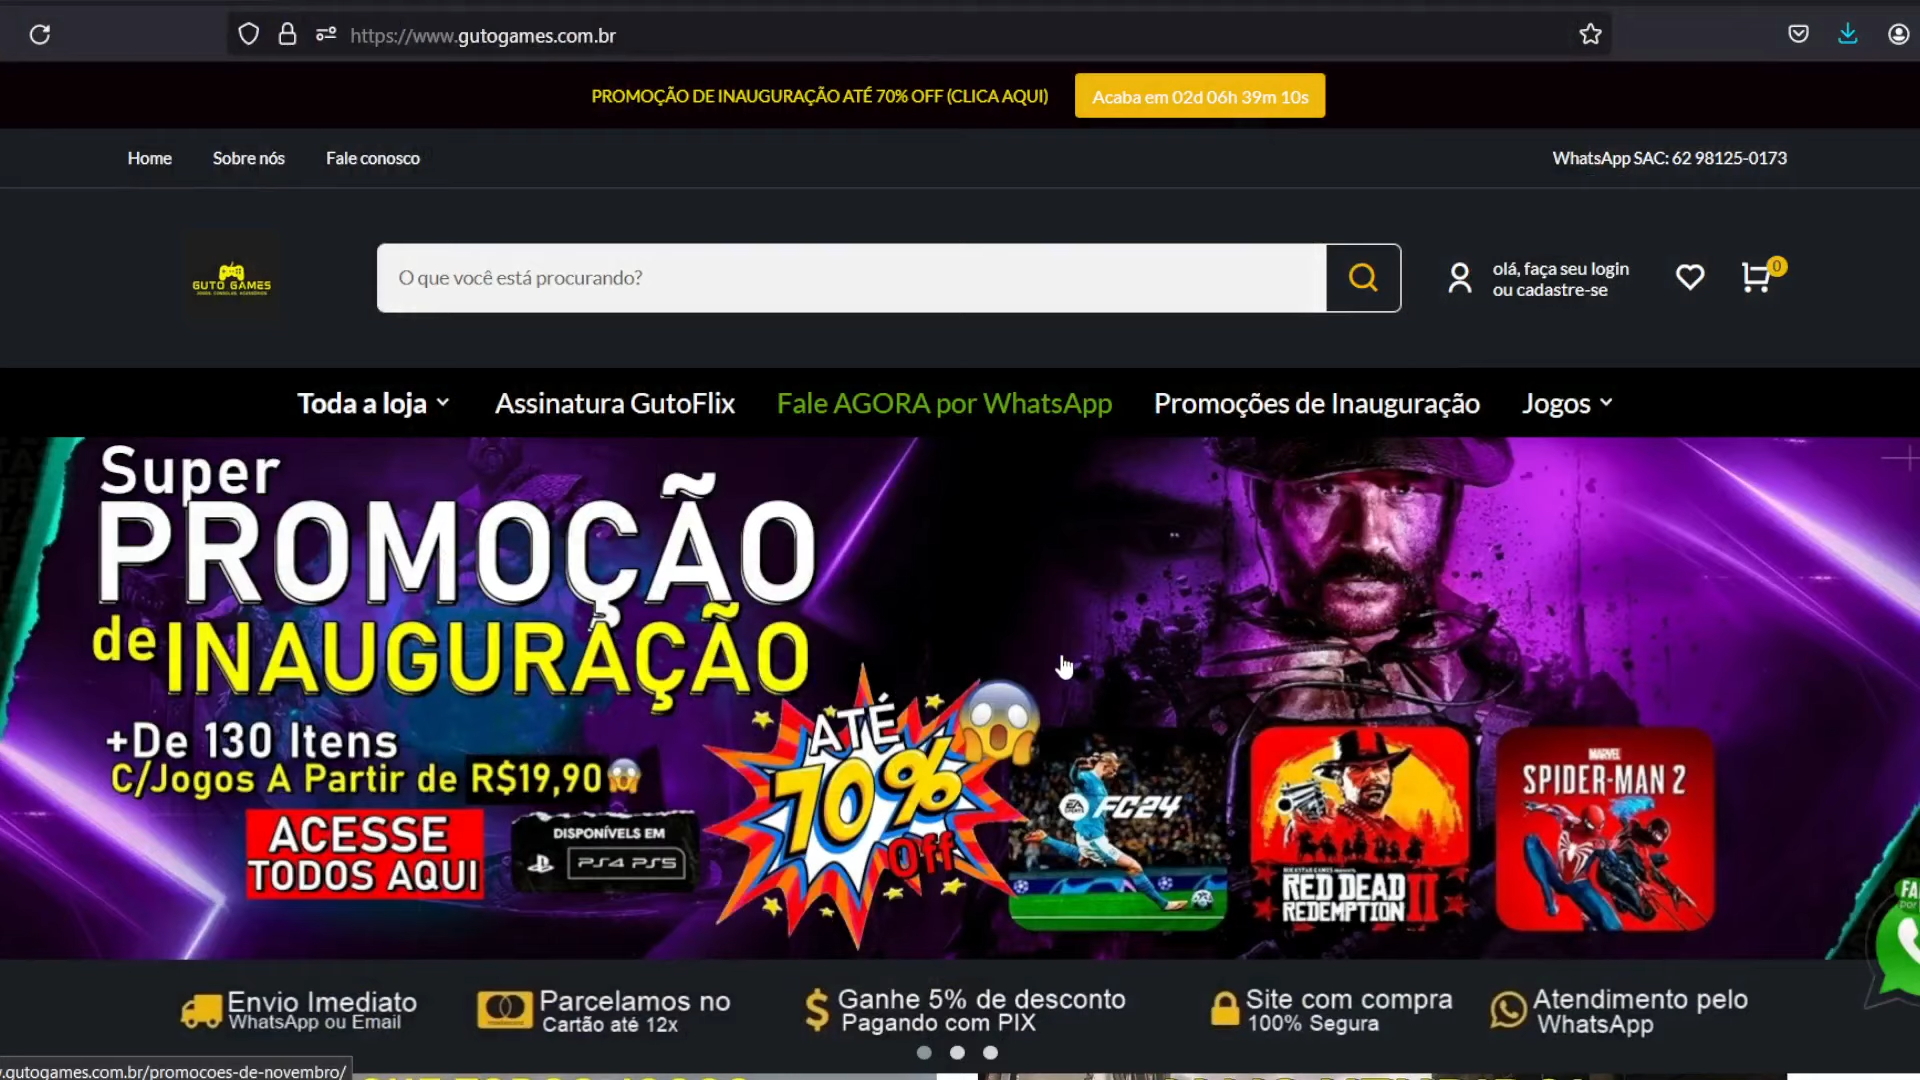 https://www.gutogames.com.br
PROMOÇÃO DE INAUGURAÇÃO ATÉ 70% OFF (CLICA AQUI)
Acaba em 02d 06h 39m 10s
Home
Sobre nós
Fale conosco
WhatsApp SAC: 62 98125-0173
GUTO GAMES
O que você está procurando?
olá, faça seu login
ou cadastre-se
0
Toda a loja
Assinatura GutoFlix
Fale AGORA por WhatsApp
Promoções de Inauguração
Jogos
Super
PROMOÇÃO
de INAUGURAÇÃO
+De 130 Itens
C/Jogos A Partir de R$19,90
ACESSE
TODOS AQUI
DISPONÍVELS EM
PS4 PS5
ATÉ
70%
Off
EA SPORTS
FC24
RED DEAD
REDEMPTION II
MARVEL
SPIDER-MAN 2
Envio Imediato
WhatsApp ou Email
Parcelamos no
Cartão até 12x
Ganhe 5% de desconto
Pagando com PIX
Site com compra
100% Segura
Atendimento pelo
WhatsApp
.gutogames.com.br/promocoes-de-novembro/